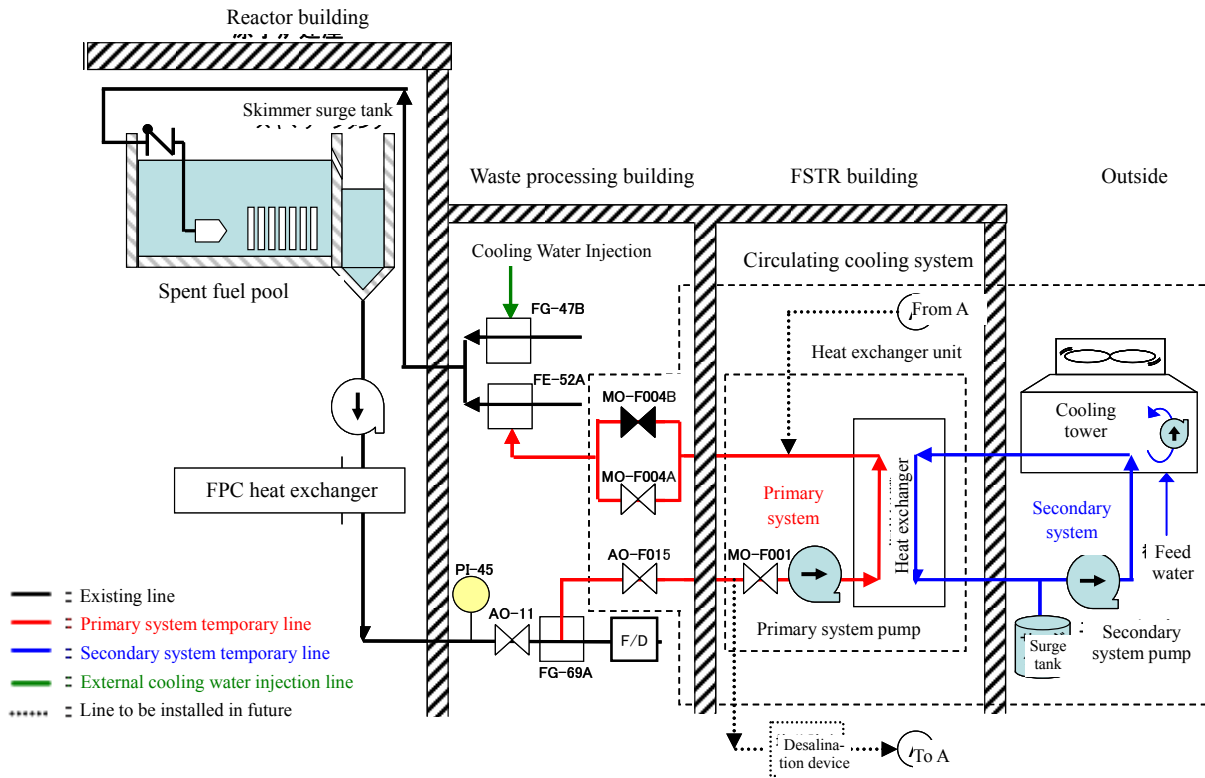 Reactor building
Skimmer surge tank
Spent fuel pool
FPC heat exchanger
Waste processing building
FSTR building
Outside
Cooling Water Injection
Circulating cooling system
FG-47B
From A
Heat exchanger unit
FE-52A
MO-F004B
MO-F004A
Cooling
tower
Primary
system
Heat exchanger
Secondary
system
Feed
water
AO-F015
MO-F001
PI-45
AO-11
F/D
FG-69A
Primary system pump
Surge
tank
Secondary
system pump
Desalina-
tion device
To A
Existing line
Primary system temporary line
Secondary system temporary line
External cooling water injection line
Line to be installed in future